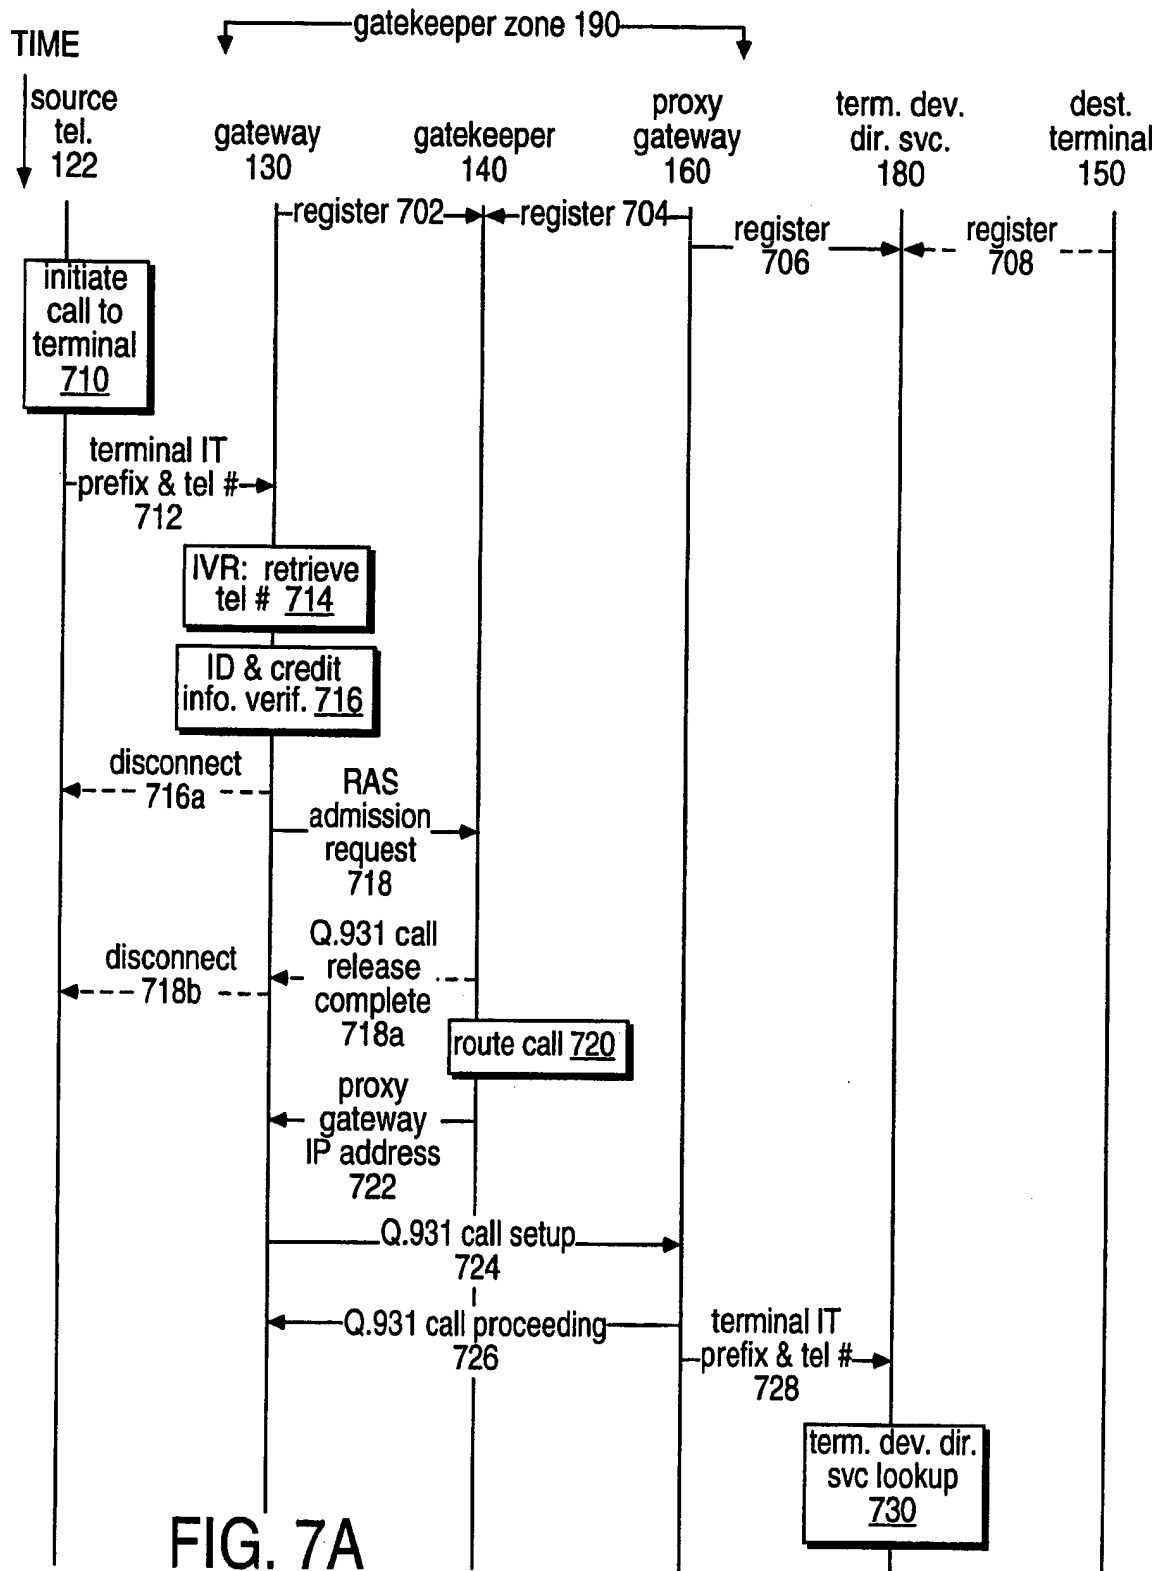 gatekeeper zone 190
TIME
source
tel.
122
gateway
130
gatekeeper
140
proxy
gateway
160
term. dev.
dir. svc.
180
dest.
terminal
150
register 702
register 704
register
706
register
708
initiate
call to
terminal
710
terminal IT
prefix & tel #
712
IVR: retrieve
tel # 714
ID & credit
info. verif. 716
disconnect
716a
RAS
admission
request
718
Q.931 call
release
complete
718a
disconnect
718b
route call 720
proxy
gateway
IP address
722
Q.931 call setup
724
Q.931 call proceeding
726
terminal IT
prefix & tel #
728
term. dev. dir.
svc lookup
730
FIG. 7A